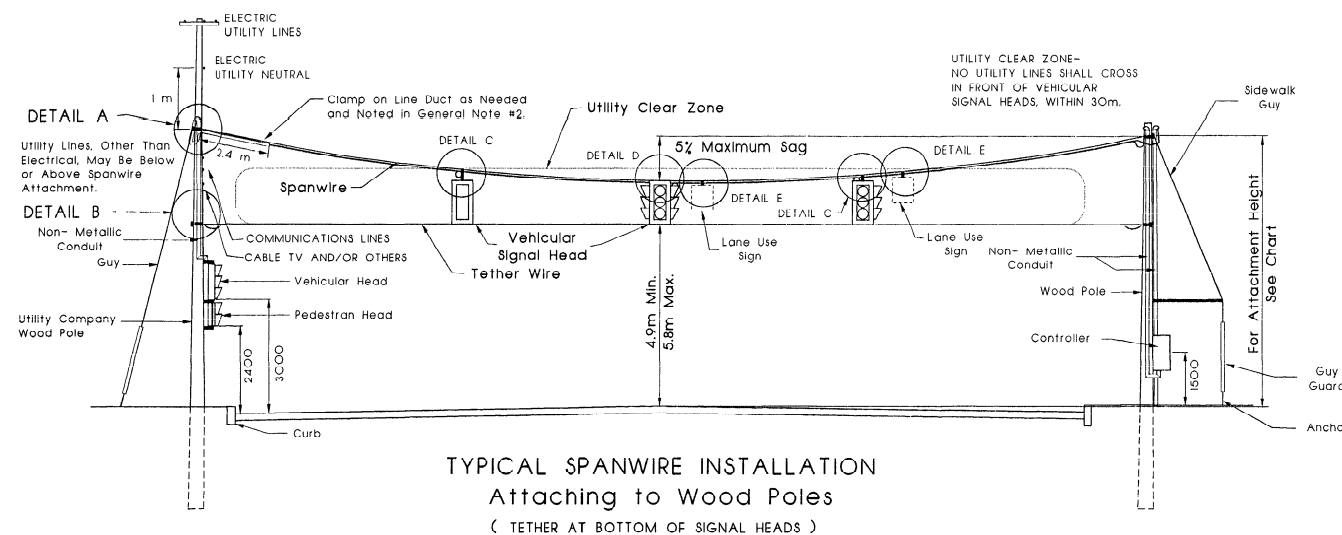 ELECTRIC
UTILITY LINES
ELECTRIC
UTILITY NEUTRAL
1 m
DETAIL A
Clamp on Line Duct as Needed
and Noted in General Note #2.
Utility Clear Zone
UTILITY CLEAR ZONE-
NO UTILITY LINES SHALL CROSS
IN FRONT OF VEHICULAR
SIGNAL HEADS, WITHIN 30m.
Sidewalk
Guy
Utility Lines, Other Than
Electrical, May Be Below
or Above Spanwire
Attachment.
2.4 m
DETAIL C
DETAIL D
5% Maximum Sag
DETAIL E
Spanwire
DETAIL E
DETAIL C
DETAIL B
Non- Metallic
Conduit
Guy
COMMUNICATIONS LINES
CABLE TV AND/OR OTHERS
Vehicular
Signal Head
Tether Wire
Lane Use
Sign
Lane Use
Sign
Non- Metallic
Conduit
Wood Pole
Vehicular Head
Pedestran Head
Utility Company
Wood Pole
2400
3000
4.9m Min.
5.8m Max.
Controller
1500
For Attachment Height
See Chart
Guy
Guard
Curb
Ancho
TYPICAL SPANWIRE INSTALLATION
Attaching to Wood Poles
( TETHER AT BOTTOM OF SIGNAL HEADS )